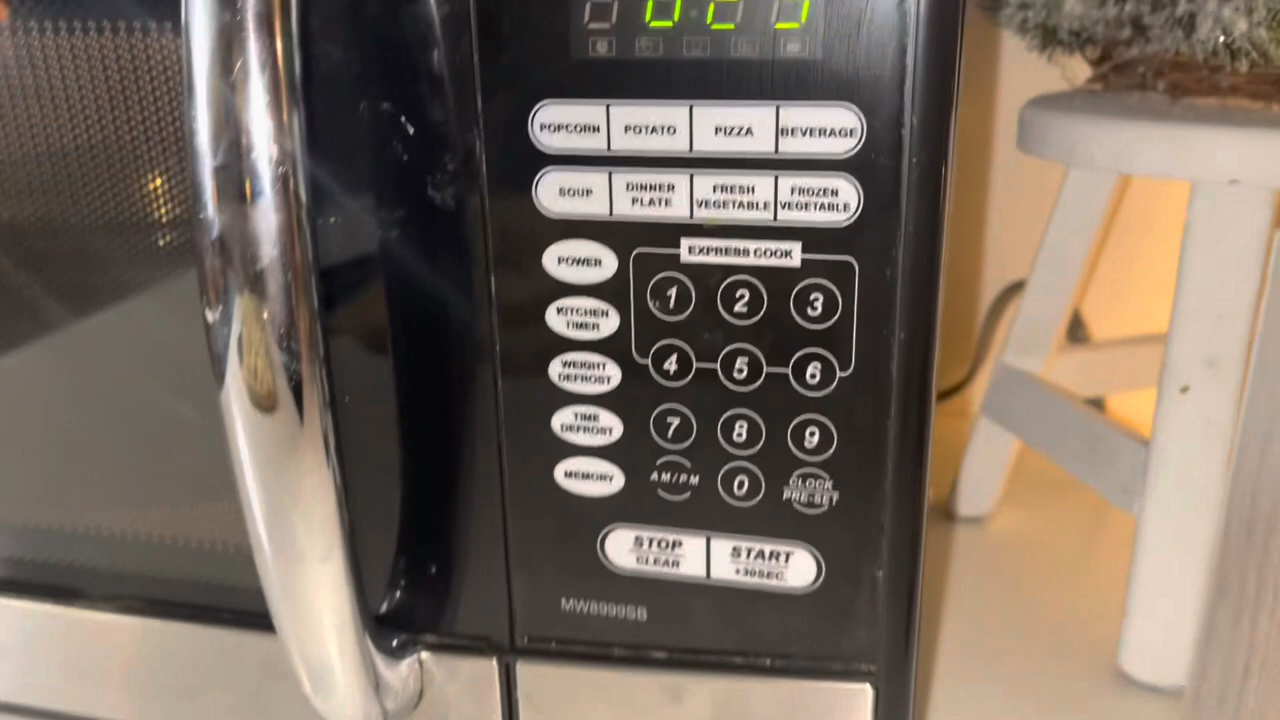 POPCORN POTATO PIZZA BEVERAGE
SOUP DINNER PLATE FRESH VEGETABLE FROZEN VEGETABLE
EXPRESS COOK
POWER 1 2 3
KITCHEN TIMER
WEIGHT DEFROST 4 5 6
TIME DEFROST 7 8 9
MEMORY AM/PM 0 CLOCK PRE-SET
STOP START
CLEAR +30SEC.
MW8999SB